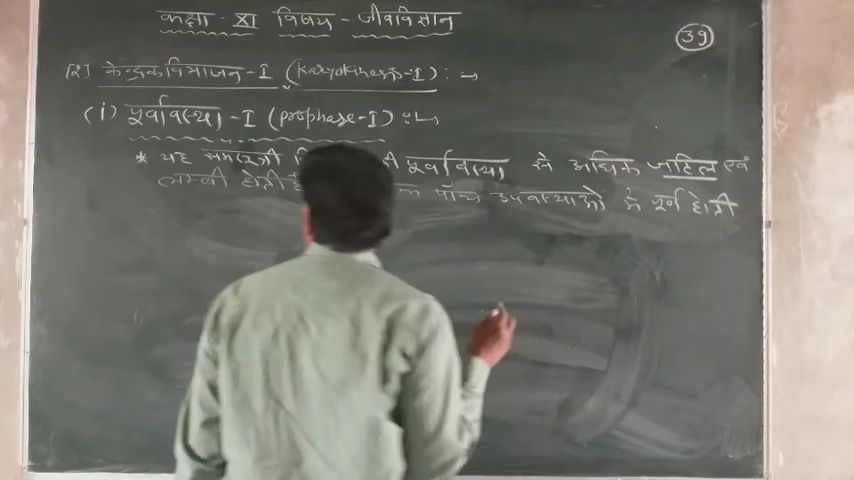 कक्षा - XI विषय - जीवविज्ञान
39
[2] केन्द्रकविभाजन - I (Karyokinesis-I) : →
(i) पूर्वावस्था - I (prophase-I) :↳
* यह समसूत्री पूर्वावस्था से अधिक जटिल एवं
लम्बी होती है पाँच उपअवस्थाओं में पूर्ण होती